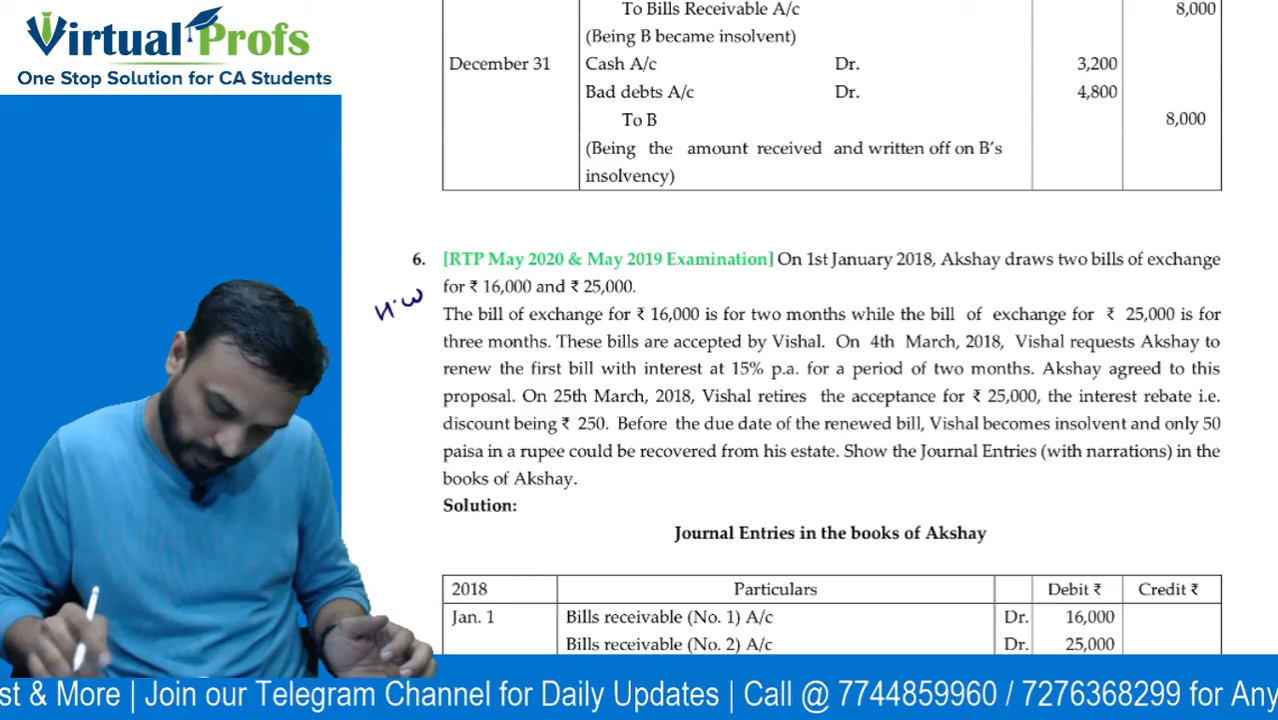 Virtual Profs
One Stop Solution for CA Students
To Bills Receivable A/c 8,000
(Being B became insolvent)
December 31 Cash A/c Dr. 3,200
Bad debts A/c Dr. 4,800
To B 8,000
(Being the amount received and written off on B's
insolvency)
6. [RTP May 2020 & May 2019 Examination] On 1st January 2018, Akshay draws two bills of exchange
for ₹ 16,000 and ₹ 25,000.
H.W
The bill of exchange for ₹ 16,000 is for two months while the bill of exchange for ₹ 25,000 is for
three months. These bills are accepted by Vishal. On 4th March, 2018, Vishal requests Akshay to
renew the first bill with interest at 15% p.a. for a period of two months. Akshay agreed to this
proposal. On 25th March, 2018, Vishal retires the acceptance for ₹ 25,000, the interest rebate i.e.
discount being ₹ 250. Before the due date of the renewed bill, Vishal becomes insolvent and only 50
paisa in a rupee could be recovered from his estate. Show the Journal Entries (with narrations) in the
books of Akshay.
Solution:
Journal Entries in the books of Akshay
2018 Particulars Debit ₹ Credit ₹
Jan. 1 Bills receivable (No. 1) A/c Dr. 16,000
Bills receivable (No. 2) A/c Dr. 25,000
st & More | Join our Telegram Channel for Daily Updates | Call @ 7744859960 / 7276368299 for Any